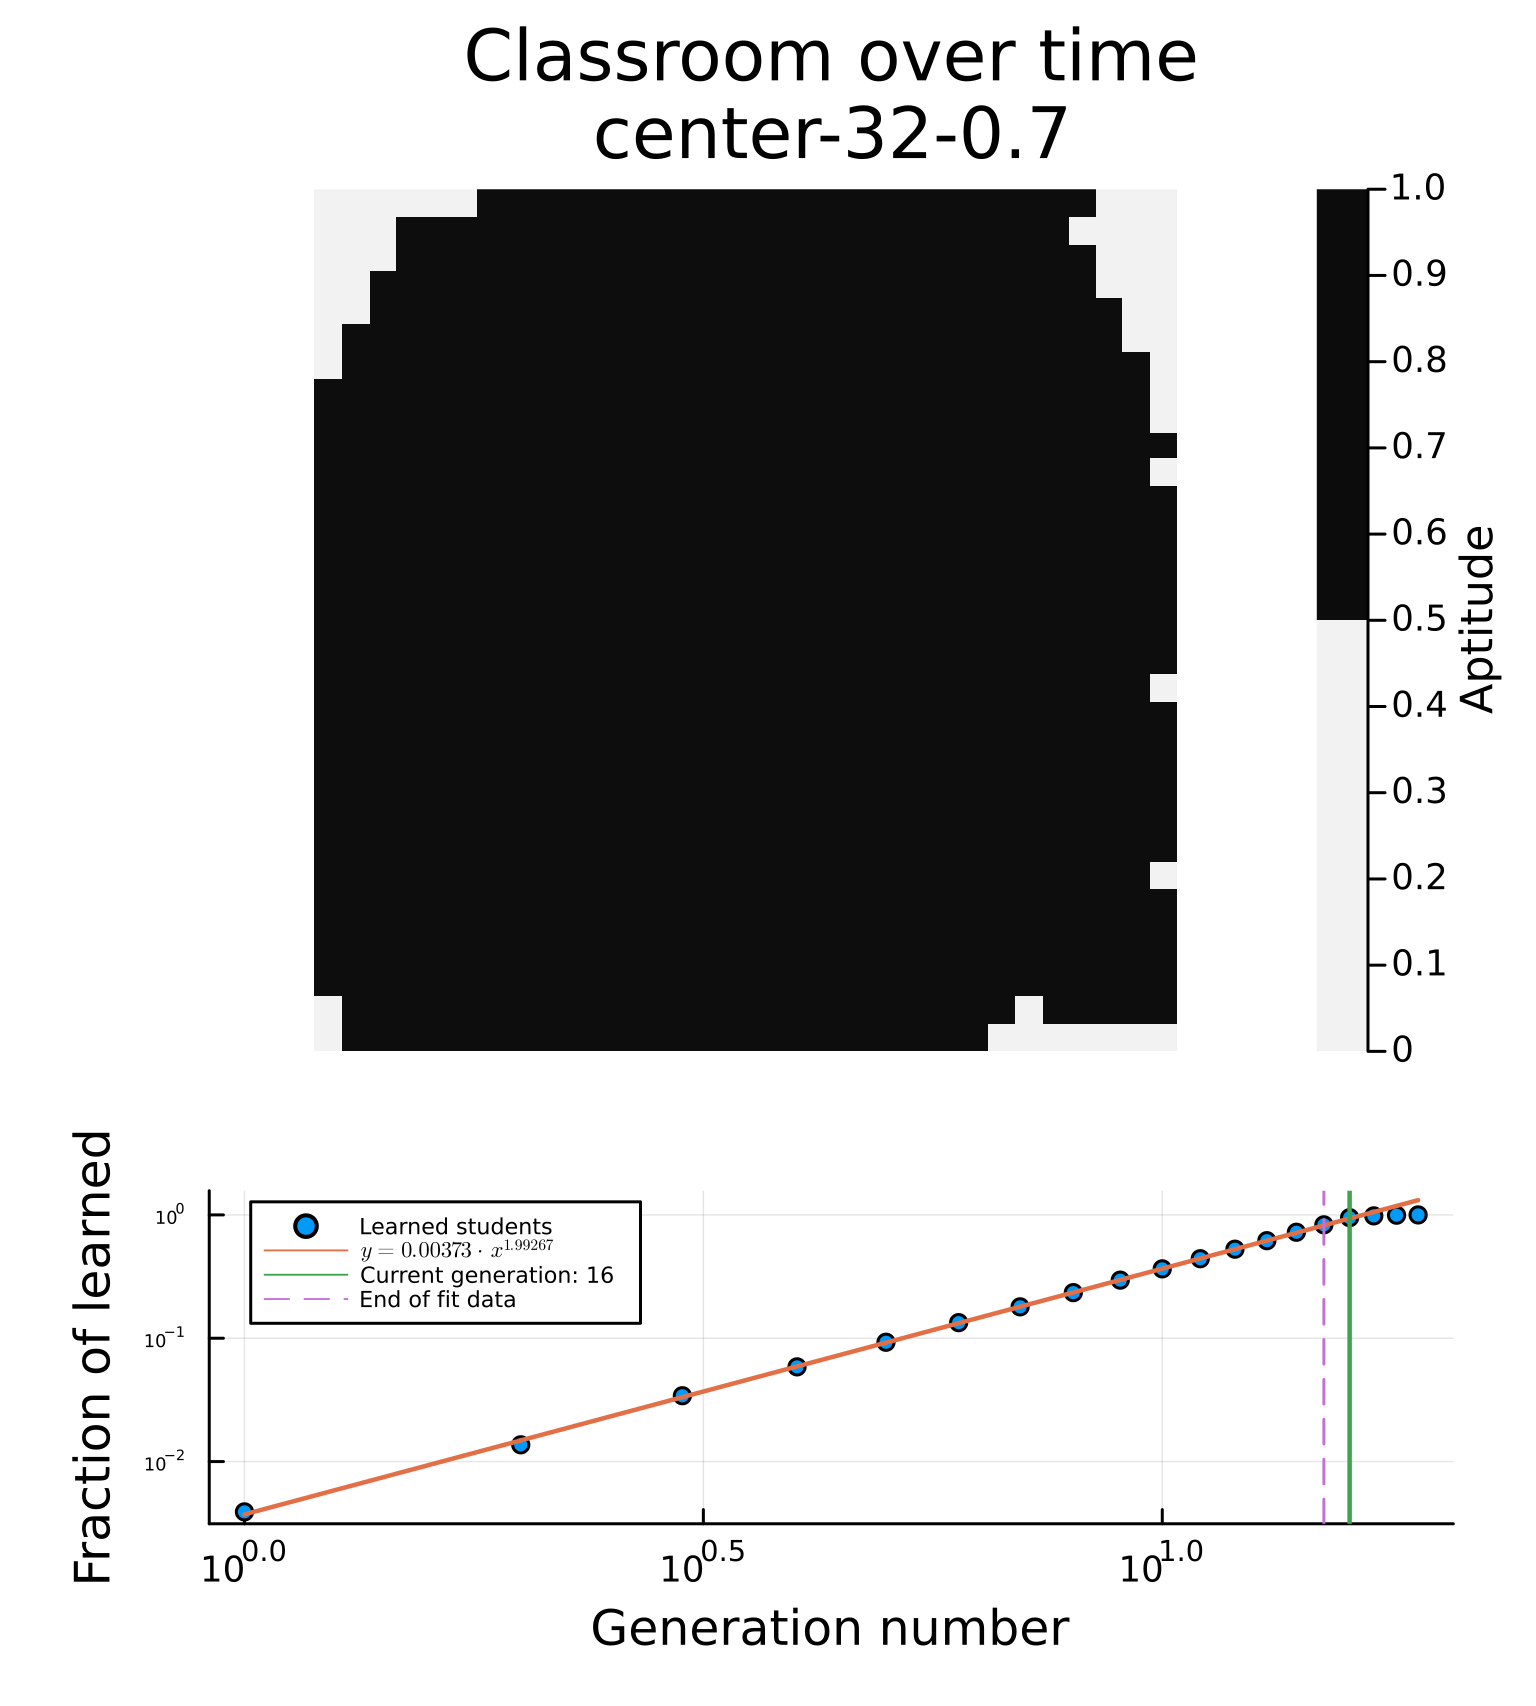 Classroom over time
center-32-0.7
1.0
0.9
0.8
0.7
0.6
0.5
0.4
0.3
0.2
0.1
0
Aptitude
Fraction of learned
10⁰
10⁻¹
10⁻²
Learned students
y = 0.00373 · x^1.99267
Current generation: 16
End of fit data
10^0.0
10^0.5
10^1.0
Generation number